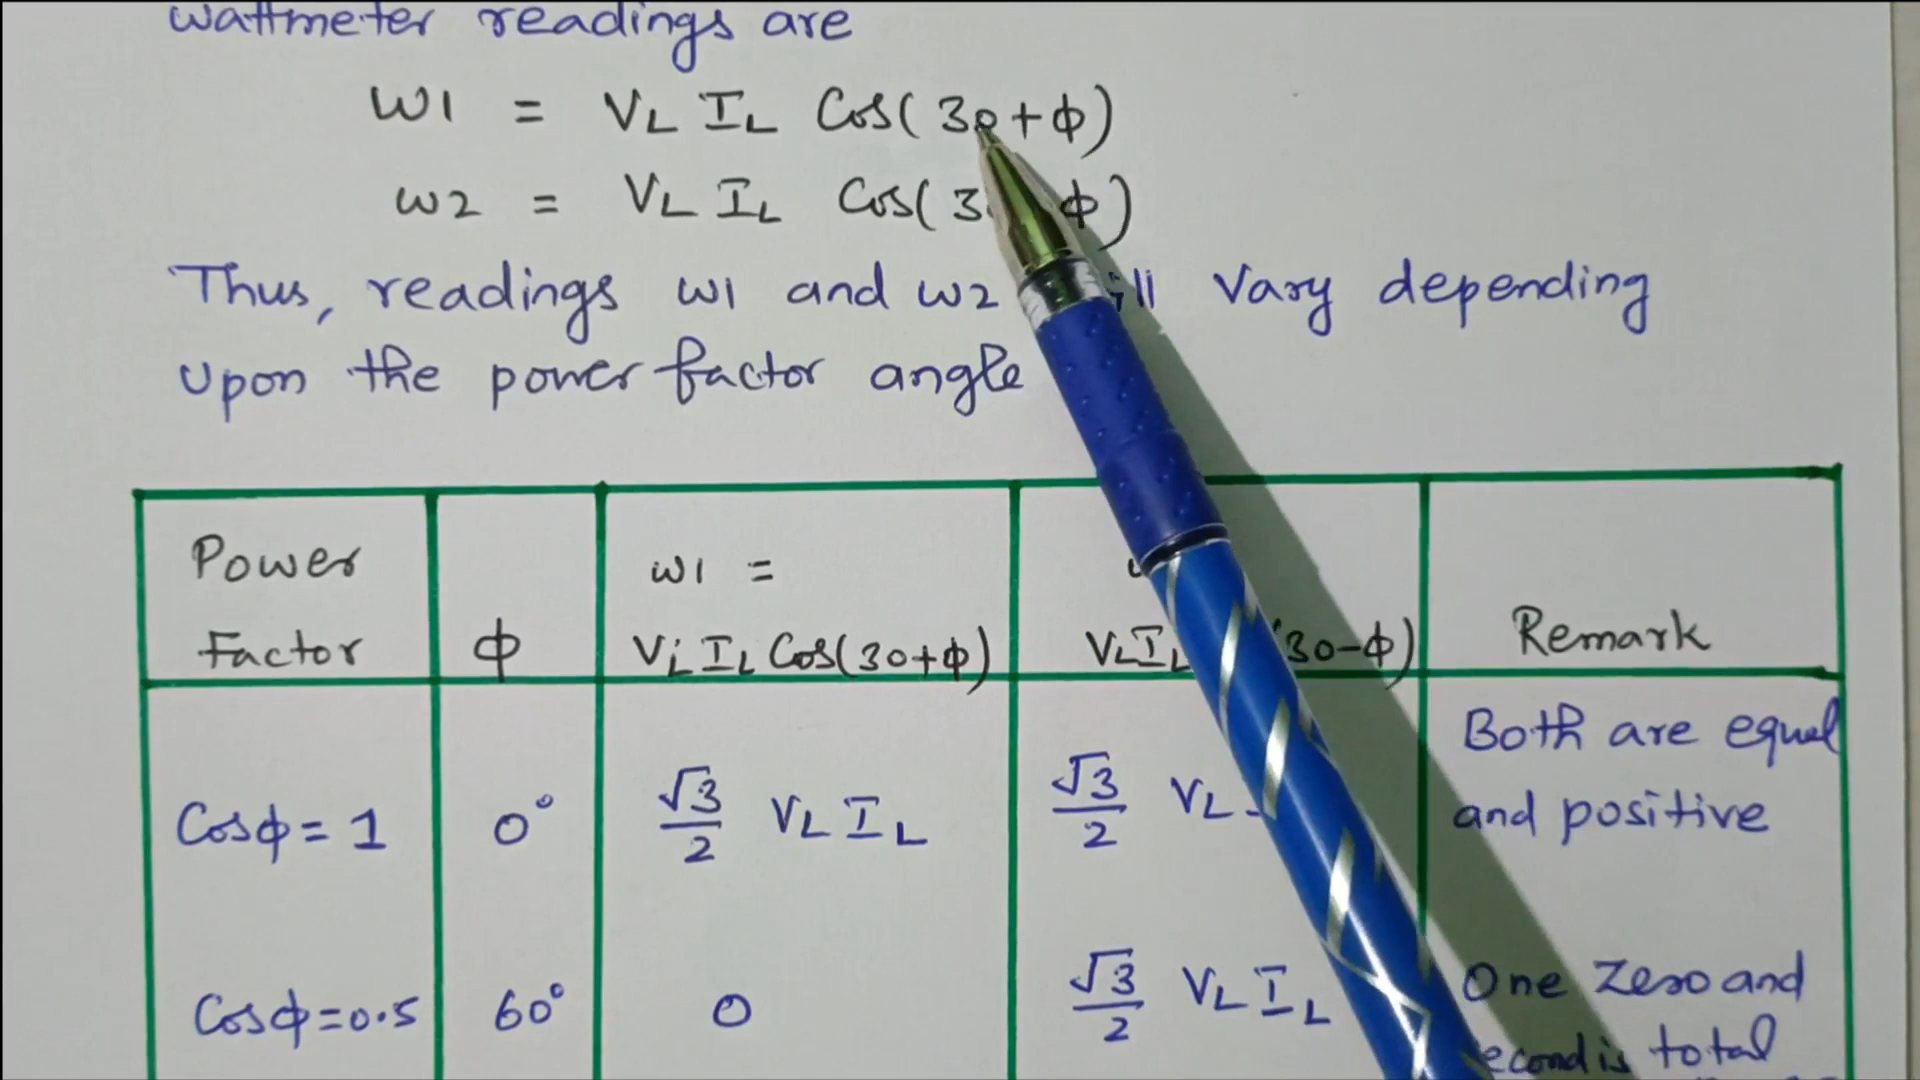 wattmeter readings are
W1 = VL IL Cos(30+ϕ)
W2 = VL IL Cos( ϕ)
Thus, readings W1 and W2 Vary depending
upon the power factor angle
Power Factor
ϕ
W1 =
VL IL Cos(30+ϕ)
(30-ϕ)
Remark
Cosϕ = 1
0°
√3/2 VL IL
√3/2 VL
Both are equal
and positive
Cosϕ=0.5
60°
0
√3/2 VL IL
One Zero and
is total